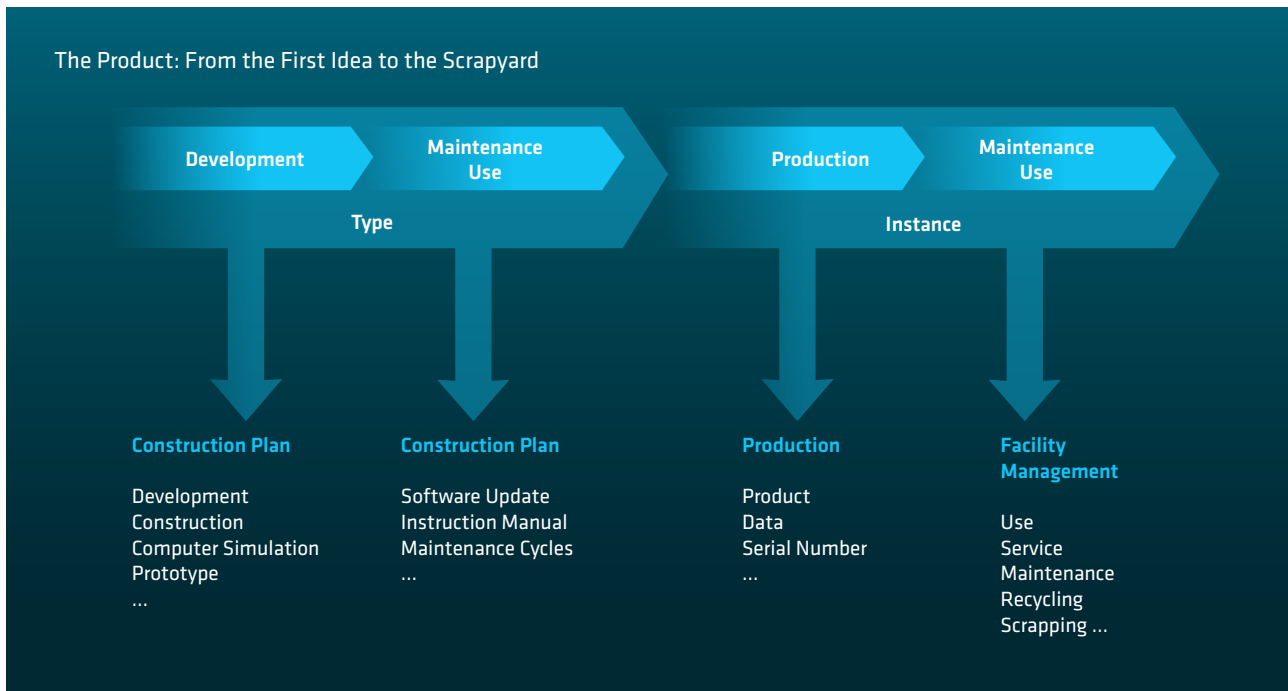 The Product: From the First Idea to the Scrapyard
Development
Maintenance
Use
Type
Production
Maintenance
Use
Instance
Construction Plan
Development
Construction
Computer Simulation
Prototype
...
Construction Plan
Software Update
Instruction Manual
Maintenance Cycles
...
Production
Product
Data
Serial Number
...
Facility
Management
Use
Service
Maintenance
Recycling
Scrapping ...